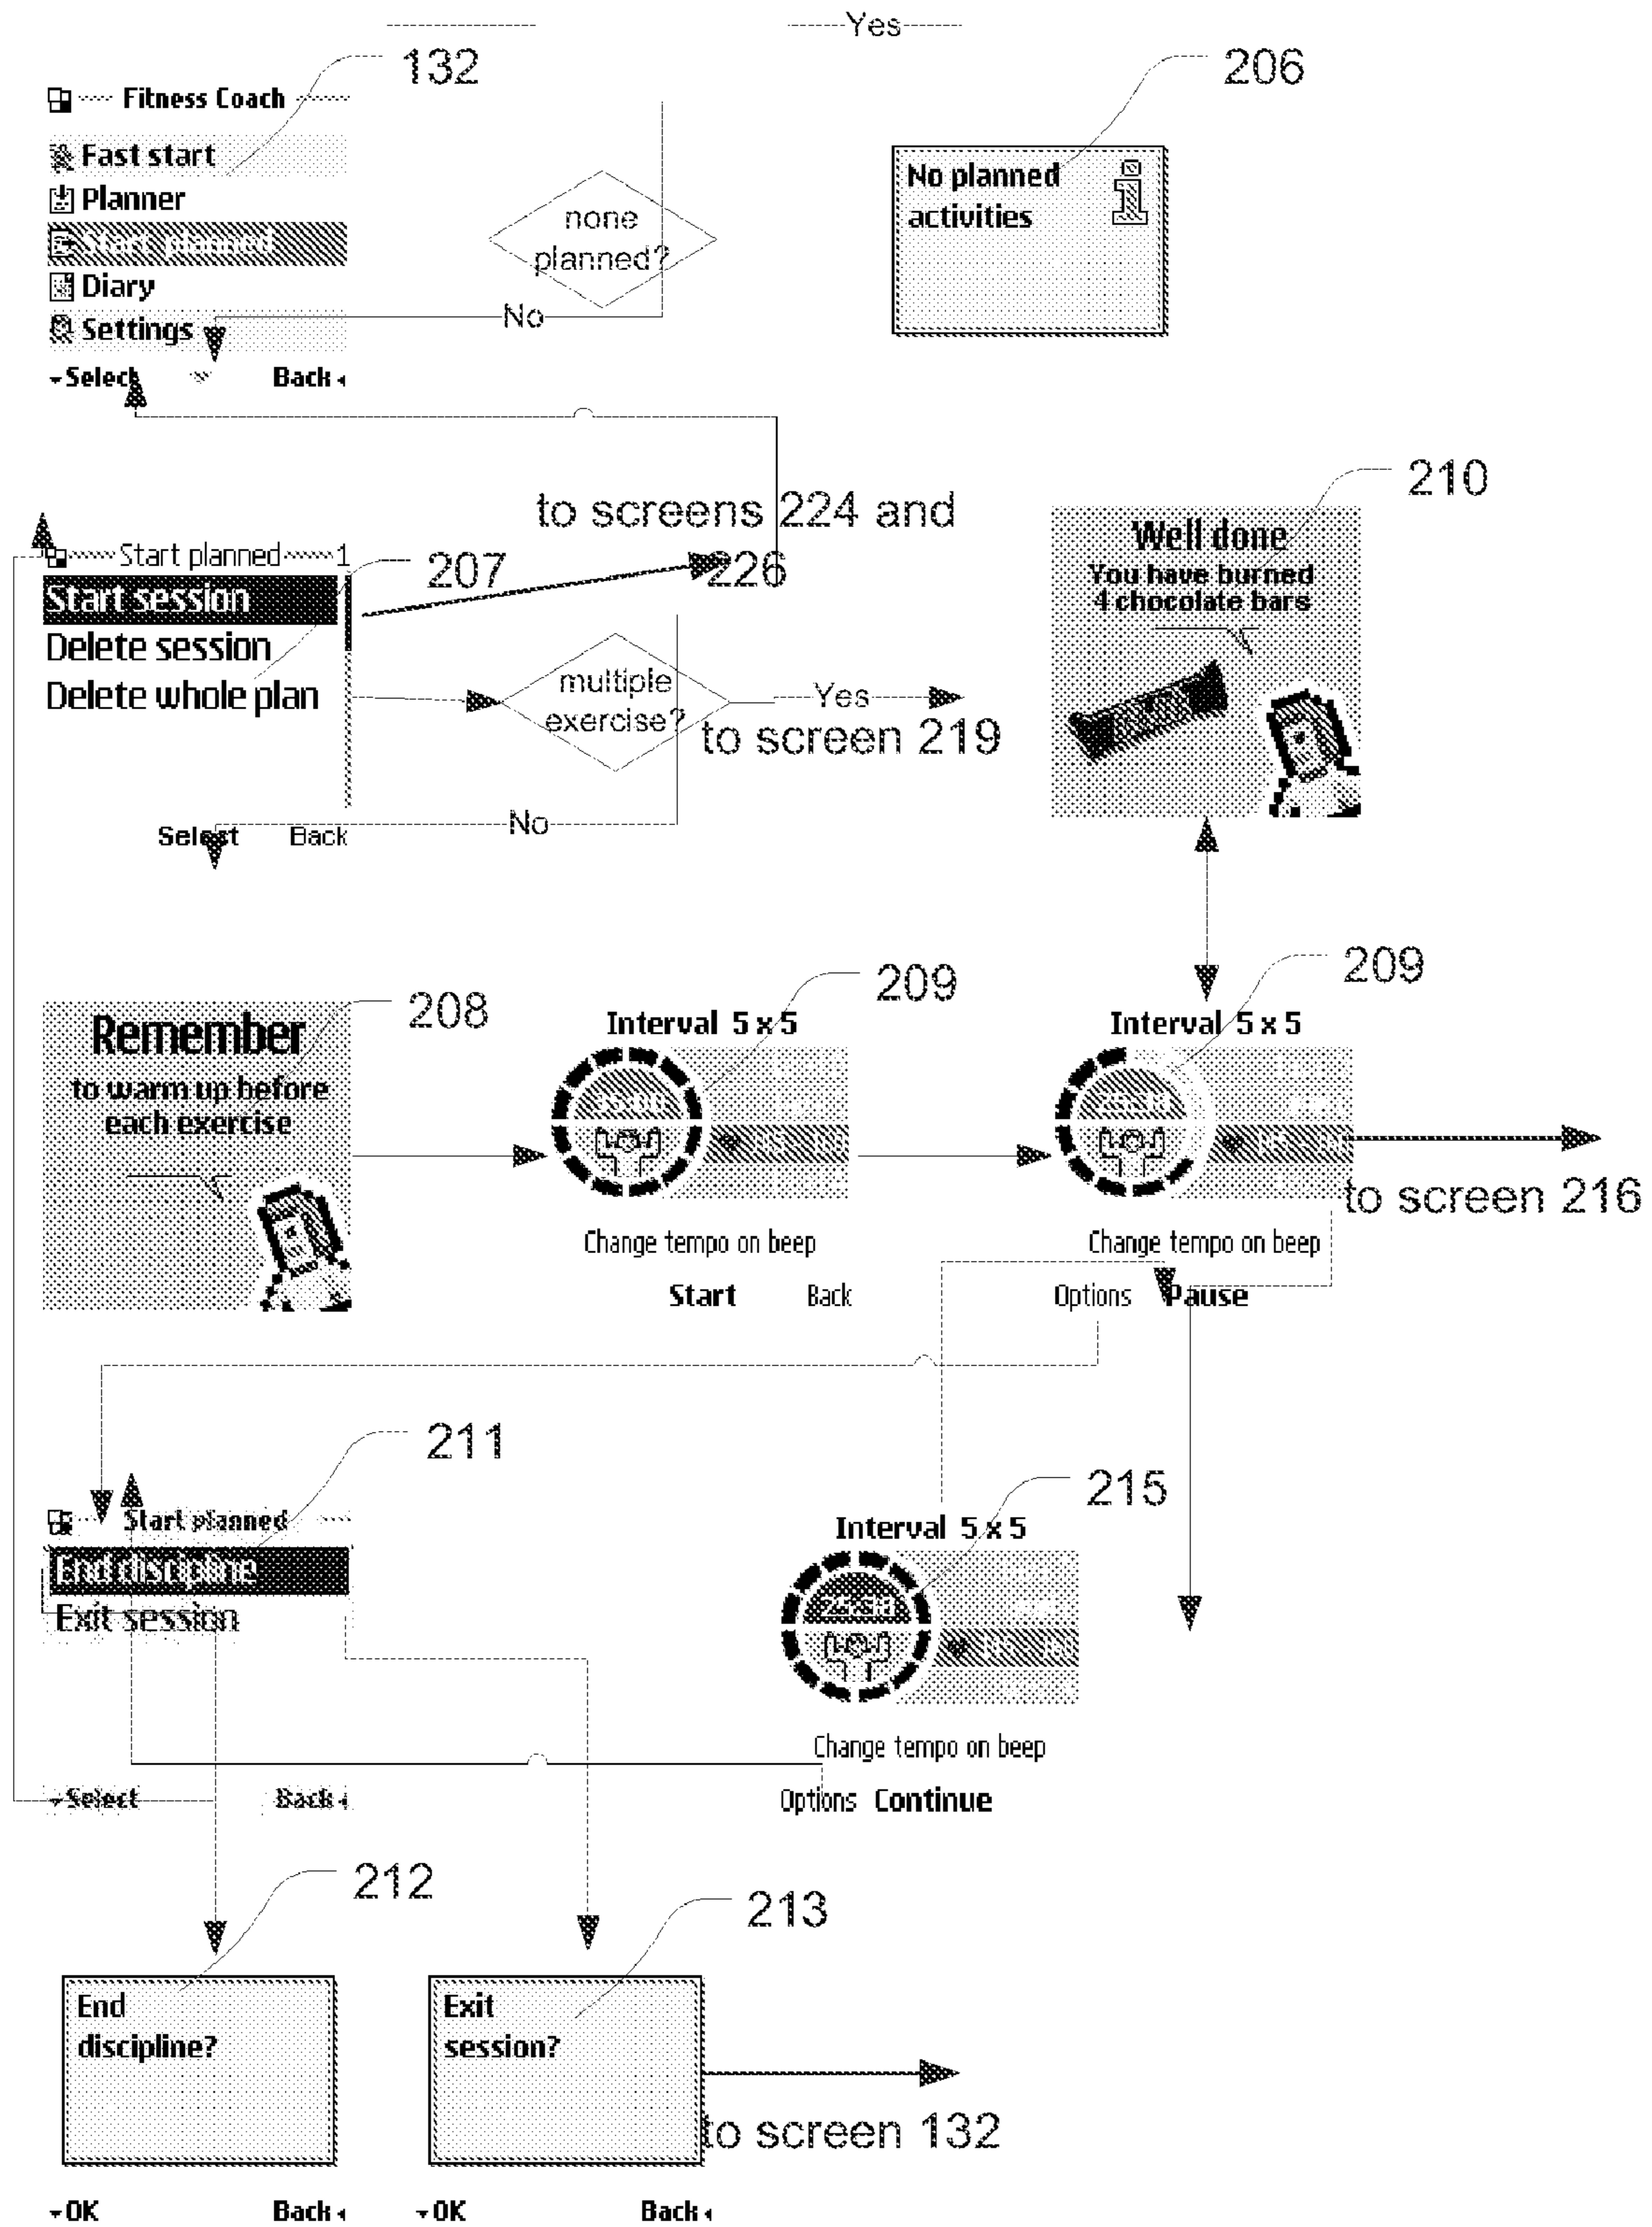 Yes
132
206
Fitness Coach
Fast start
Planner
Start planned
Diary
Settings
Select
Back
none
planned?
No
No planned
activities
to screens 224 and
226
210
Start planned 1
207
Start session
Delete session
Delete whole plan
Select Back
multiple
exercise?
Yes
to screen 219
No
Well done
You have burned
4 chocolate bars
208
209
209
Remember
to warm up before
each exercise
Interval 5 x 5
Change tempo on beep
Start Back
Interval 5 x 5
to screen 216
Change tempo on beep
Options Pause
211
215
Start planned
End discipline
Exit session
Select Back
Interval 5 x 5
Change tempo on beep
Options Continue
212
213
End
discipline?
Exit
session?
to screen 132
OK Back
OK Back